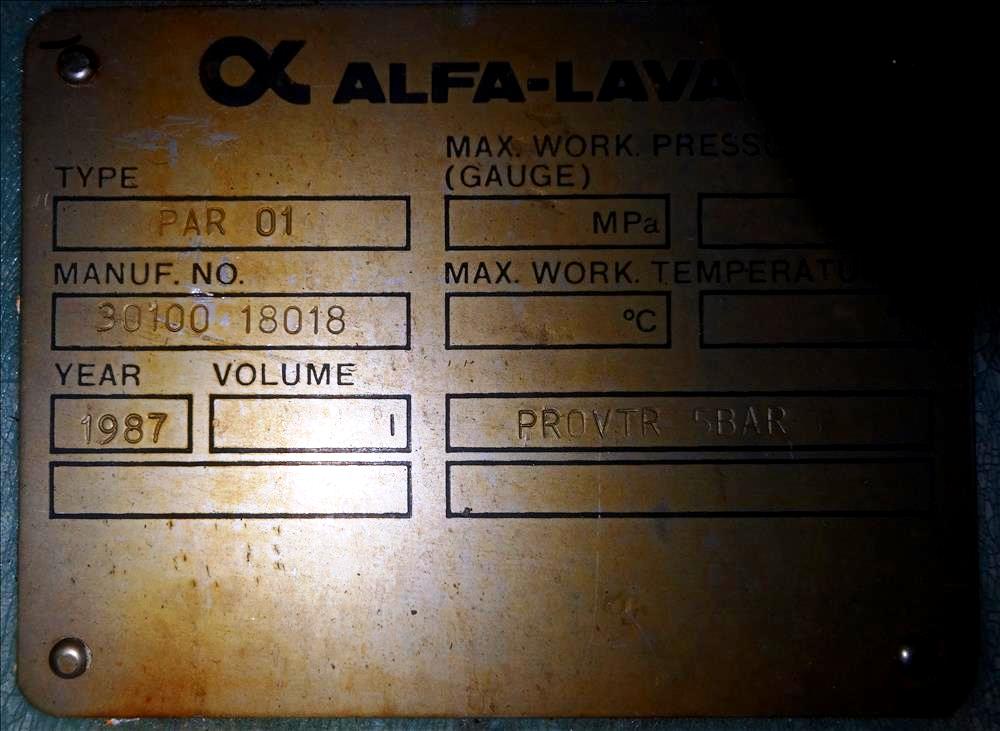 ALFA-LAVA
MAX. WORK. PRESSU
TYPE
(GAUGE)
PAR 01
MPa
MANUF. NO.
MAX. WORK. TEMPERATU
30100 18018
°C
YEAR
VOLUME
1987
l
PROV.TR 5BAR